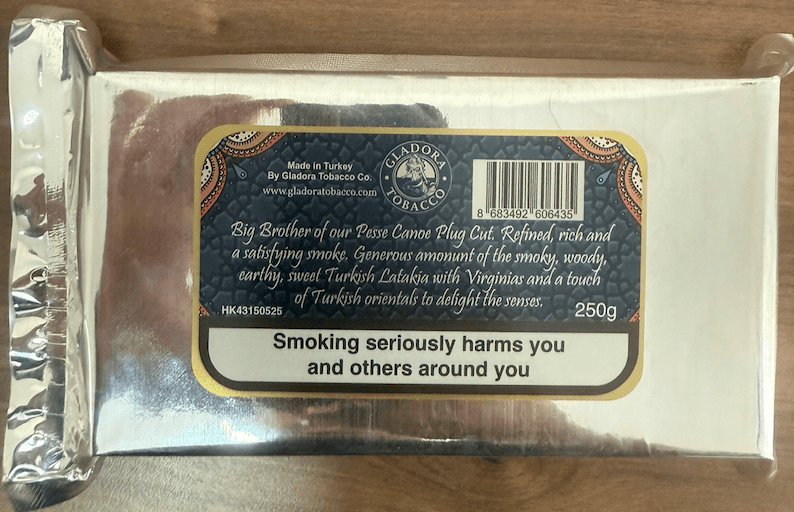 Made in Turkey
By Gladora Tobacco Co.
www.gladoratobacco.com
GLADORA
TOBACCO
8 683492 606435
Big Brother of our Pesse Canoe Plug Cut. Refined, rich and
a satisfying smoke. Generous amonunt of the smoky, woody,
earthy, sweet Turkish Latakia with Virginias and a touch
of Turkish orientals to delight the senses.
HK43150525
250g
Smoking seriously harms you
and others around you